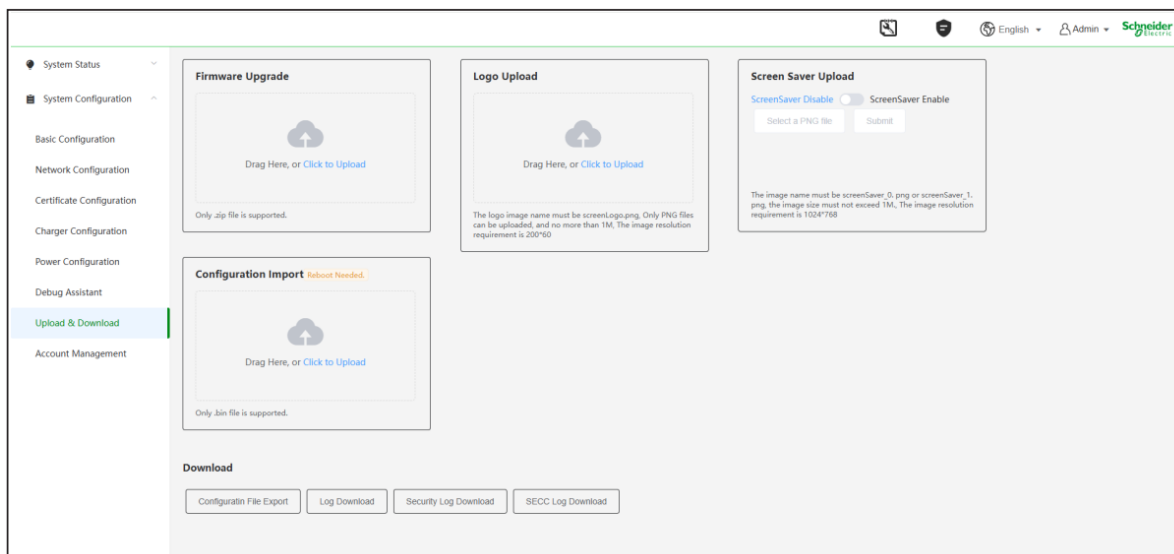 English
Admin
Schneider
Electric
System Status
System Configuration
Basic Configuration
Network Configuration
Certificate Configuration
Charger Configuration
Power Configuration
Debug Assistant
Upload & Download
Account Management
Firmware Upgrade
Drag Here, or Click to Upload
Only .zip file is supported.
Logo Upload
Drag Here, or Click to Upload
The logo image name must be screenLogo.png, Only PNG files
can be uploaded, and no more than 1M, The image resolution
requirement is 200*60
Screen Saver Upload
ScreenSaver Disable ScreenSaver Enable
Select a PNG file Submit
The image name must be screenSaver_0. png or screenSaver_1.
png, the image size must not exceed 1M., The image resolution
requirement is 1024*768
Configuration Import Reboot Needed.
Drag Here, or Click to Upload
Only .bin file is supported.
Download
Configuratin File Export Log Download Security Log Download SECC Log Download